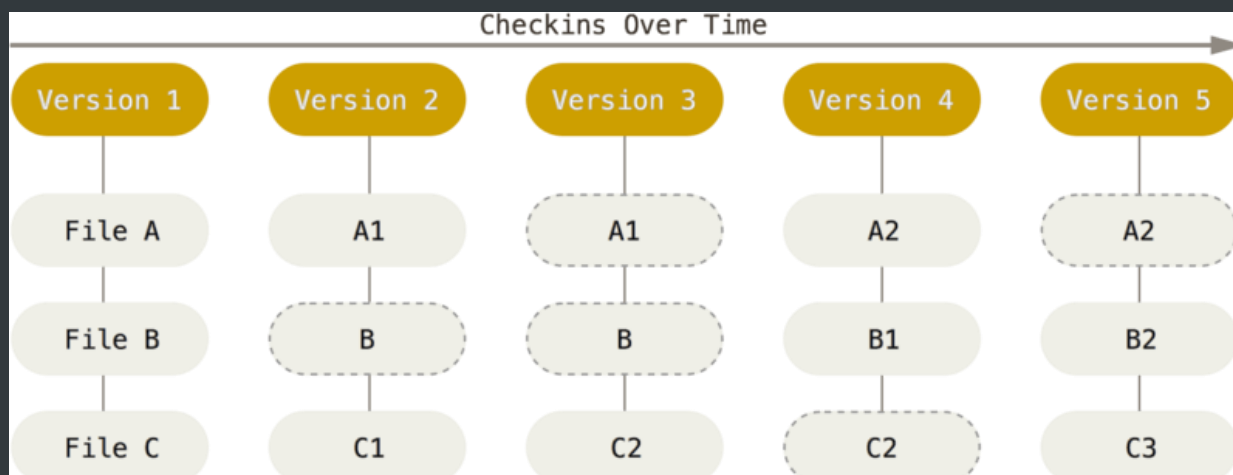 Checkins Over Time
Version 1 Version 2 Version 3 Version 4 Version 5
File A A1 A1 A2 A2
File B B B B1 B2
File C C1 C2 C2 C3